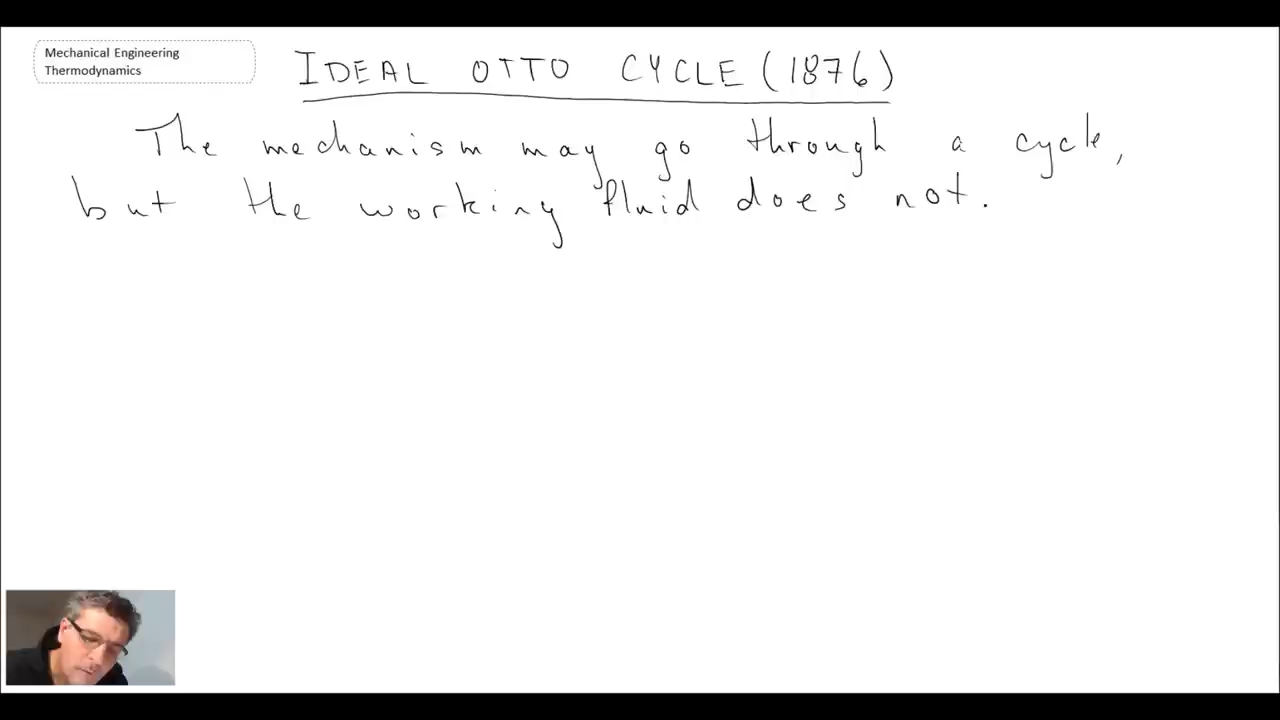 Mechanical Engineering
Thermodynamics
IDEAL OTTO CYCLE (1876)
The mechanism may go through a cycle,
but the working fluid does not.